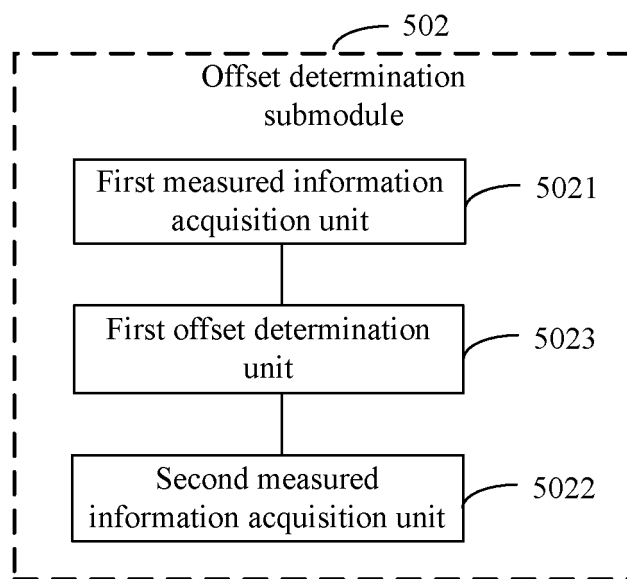 502
Offset determination
submodule
First measured information
acquisition unit
5021
First offset determination
unit
5023
Second measured
information acquisition unit
5022